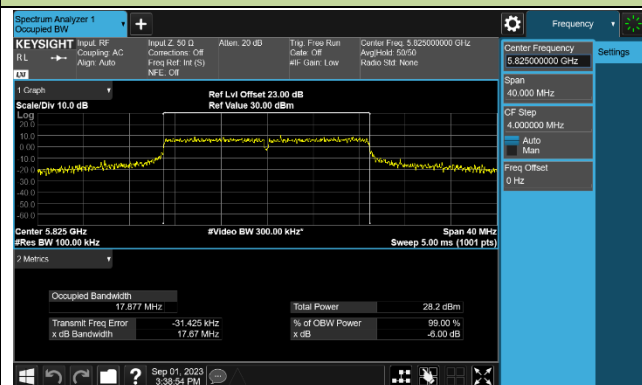 Spectrum Analyzer 1
Occupied BW
+
Frequency
KEYSIGHT
Input: RF
Coupling: AC
Align: Auto
Input Z: 50 Ω
Corrections: Off
Freq Ref: Int (S)
NFE: Off
Atten: 20 dB
Trig: Free Run
Gate: Off
#IF Gain: Low
Center Freq: 5.825000000 GHz
Avg|Hold: 50/50
Radio Std: None
RL
LXI
Center Frequency
5.825000000 GHz
Settings
Span
40.000 MHz
CF Step
4.000000 MHz
Auto
Man
Freq Offset
0 Hz
1 Graph
Scale/Div 10.0 dB
Ref Lvl Offset 23.00 dB
Ref Value 30.00 dBm
Log
20.0
10.0
0.00
-10.0
-20.0
-30.0
-40.0
-50.0
-60.0
Center 5.825 GHz
#Res BW 100.00 kHz
#Video BW 300.00 kHz*
Span 40 MHz
Sweep 5.00 ms (1001 pts)
2 Metrics
Occupied Bandwidth
17.877 MHz
Total Power 28.2 dBm
Transmit Freq Error -31.425 kHz
% of OBW Power 99.00 %
x dB Bandwidth 17.67 MHz
x dB -6.00 dB
?
Sep 01, 2023
3:38:54 PM